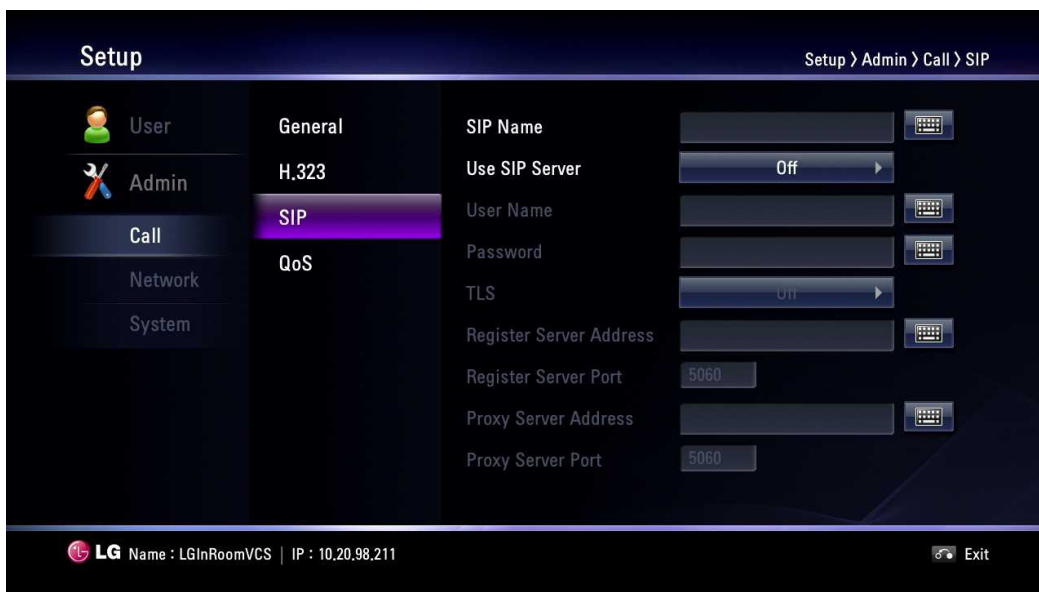 Setup
Setup > Admin > Call > SIP
User
Admin
Call
Network
System
General
H.323
SIP
QoS
SIP Name
Use SIP Server Off
User Name
Password
TLS Off
Register Server Address
Register Server Port 5060
Proxy Server Address
Proxy Server Port 5060
LG Name : LGInRoomVCS | IP : 10.20.98.211
Exit